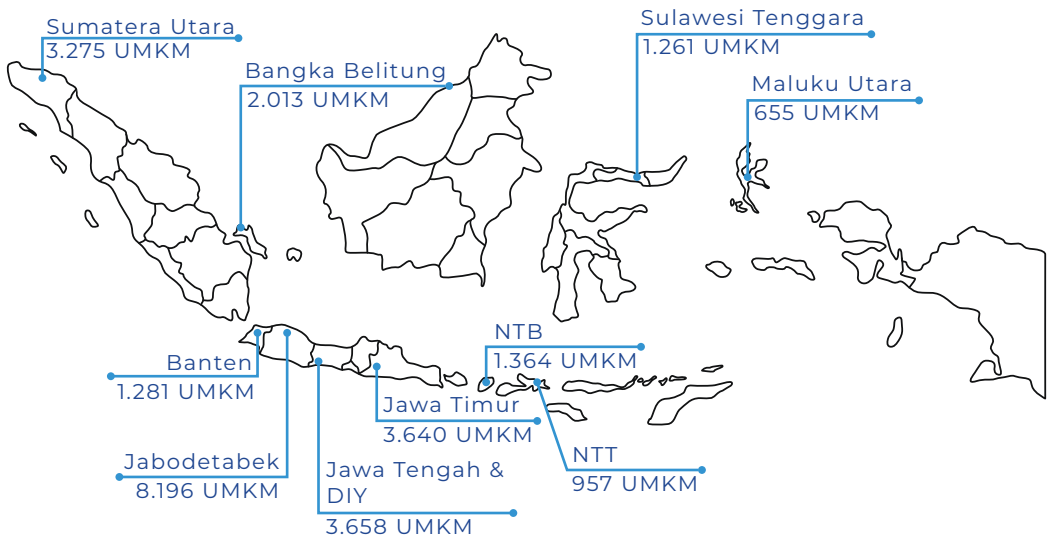 Sumatera Utara
3.275 UMKM
Bangka Belitung
2.013 UMKM
Sulawesi Tenggara
1.261 UMKM
Maluku Utara
655 UMKM
NTB
1.364 UMKM
Banten
1.281 UMKM
Jawa Timur
3.640 UMKM
NTT
957 UMKM
Jabodetabek
8.196 UMKM
Jawa Tengah &
DIY
3.658 UMKM